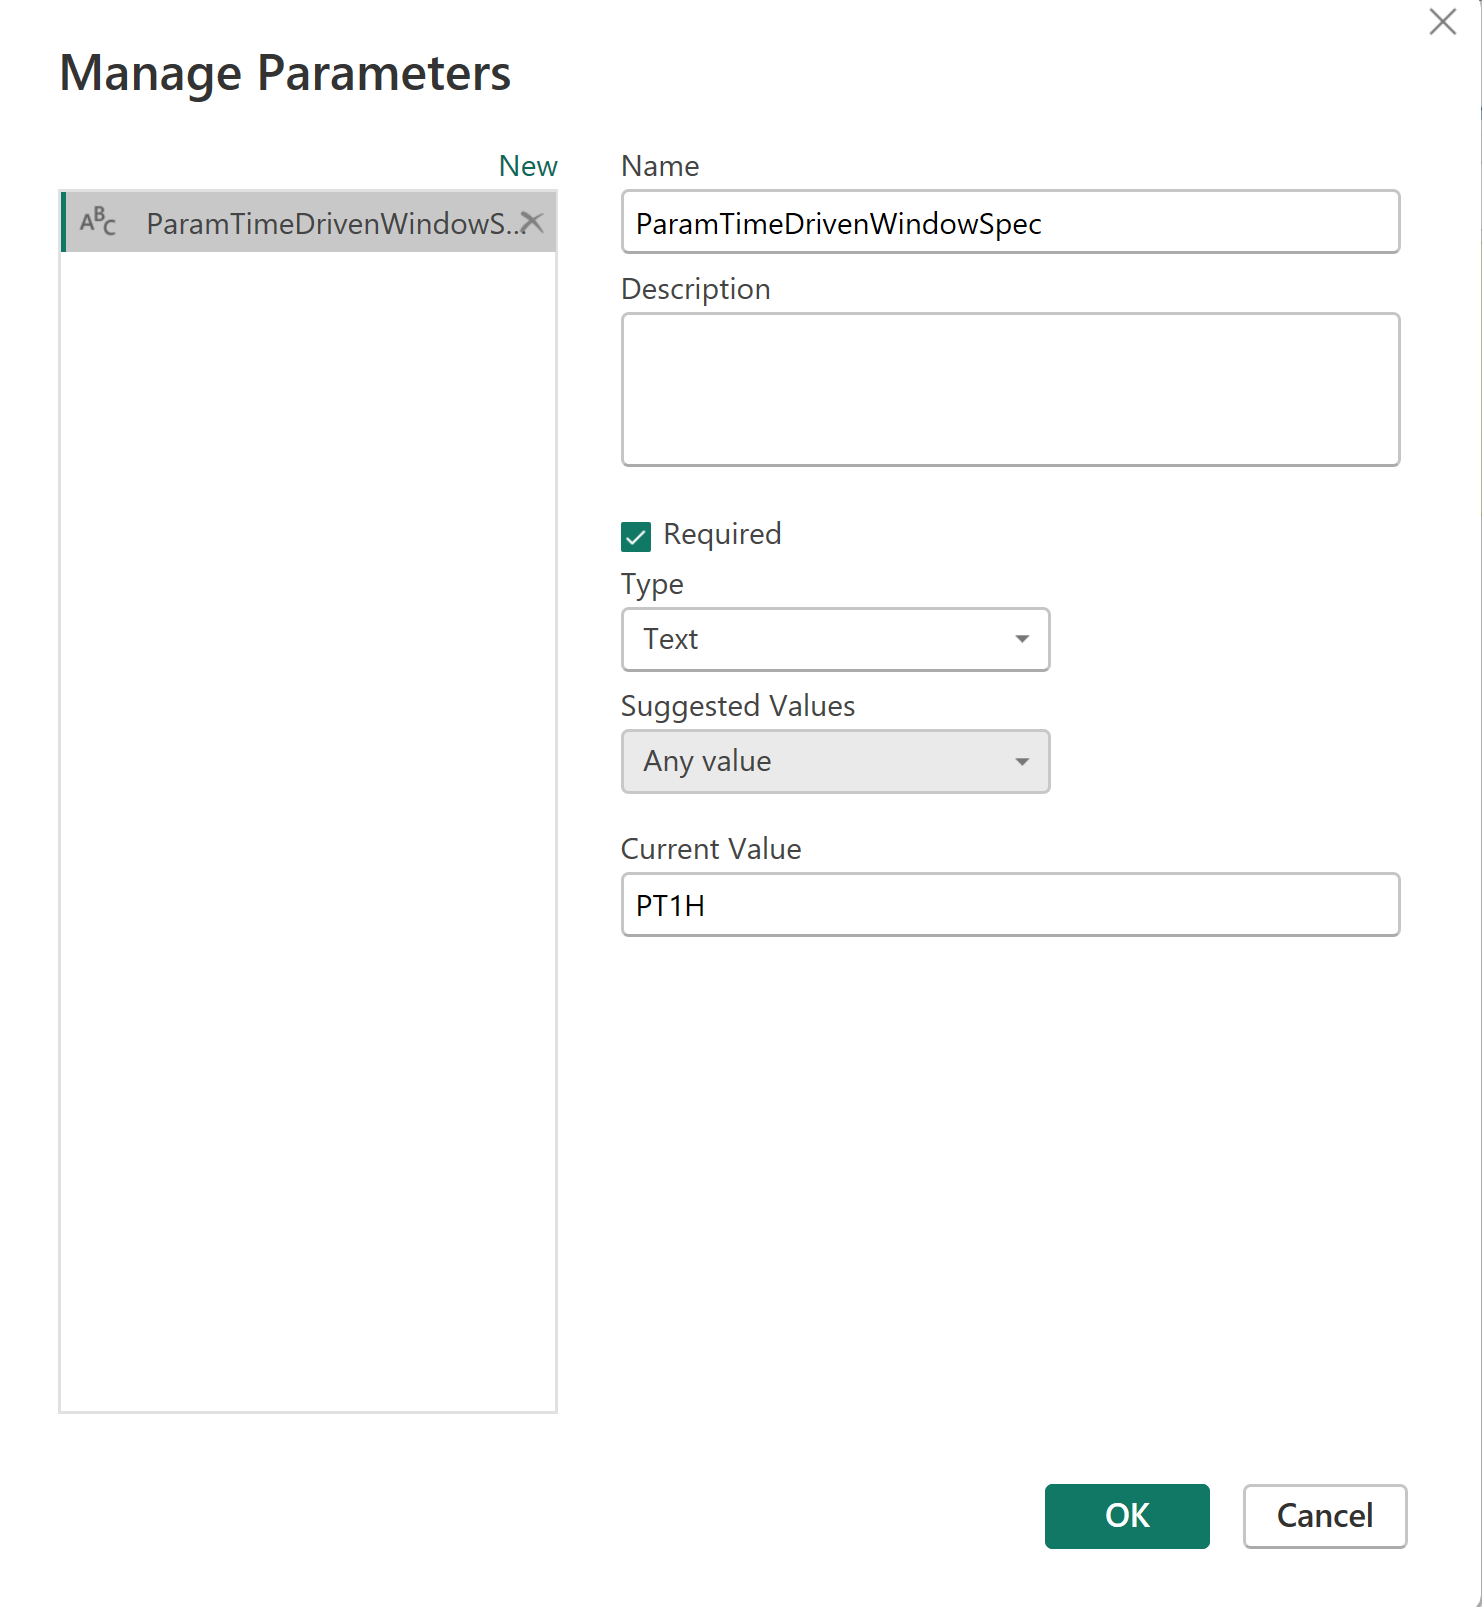 Manage Parameters
New
ABC ParamTimeDrivenWindowS...
Name
ParamTimeDrivenWindowSpec
Description
Required
Type
Text
Suggested Values
Any value
Current Value
PT1H
OK
Cancel